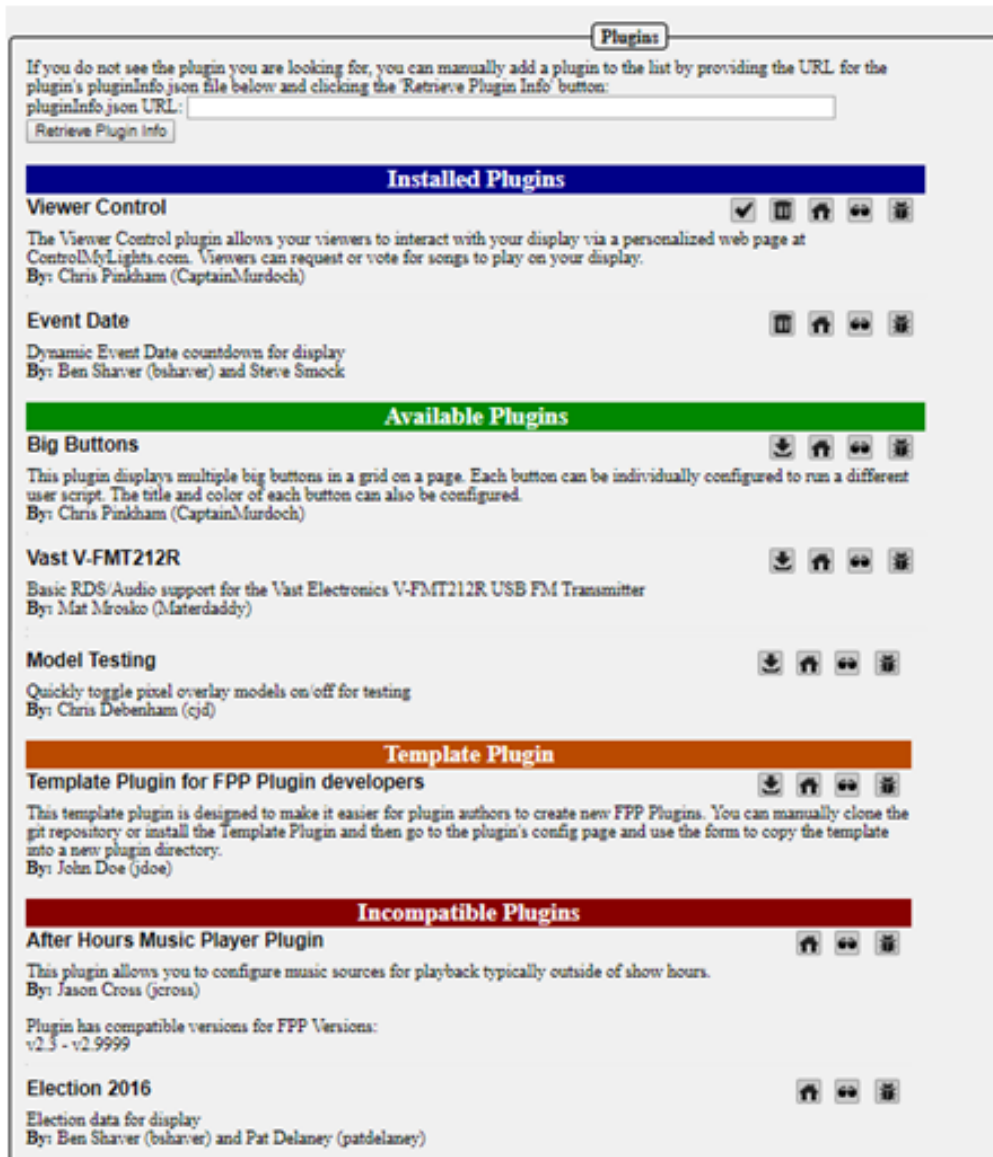 Plugins
If you do not see the plugin you are looking for, you can manually add a plugin to the list by providing the URL for the
plugin's pluginInfo.json file below and clicking the 'Retrieve Plugin Info' button:
pluginInfo.json URL:
Retrieve Plugin Info
Installed Plugins
Viewer Control
The Viewer Control plugin allows your viewers to interact with your display via a personalized web page at
ControlMyLights.com. Viewers can request or vote for songs to play on your display.
By: Chris Pinkham (CaptainMurdoch)
Event Date
Dynamic Event Date countdown for display
By: Ben Shaver (bshaver) and Steve Smock
Available Plugins
Big Buttons
This plugin displays multiple big buttons in a grid on a page. Each button can be individually configured to run a different
user script. The title and color of each button can also be configured.
By: Chris Pinkham (CaptainMurdoch)
Vast V-FMT212R
Basic RDS/Audio support for the Vast Electronics V-FMT212R USB FM Transmitter
By: Mat Mrosko (Materdaddy)
Model Testing
Quickly toggle pixel overlay models on/off for testing
By: Chris Debenham (cjd)
Template Plugin
Template Plugin for FPP Plugin developers
This template plugin is designed to make it easier for plugin authors to create new FPP Plugins. You can manually clone the
git repository or install the Template Plugin and then go to the plugin's config page and use the form to copy the template
into a new plugin directory.
By: John Doe (jdoe)
Incompatible Plugins
After Hours Music Player Plugin
This plugin allows you to configure music sources for playback typically outside of show hours.
By: Jason Cross (jcross)
Plugin has compatible versions for FPP Versions:
v2.3 - v2.9999
Election 2016
Election data for display
By: Ben Shaver (bshaver) and Pat Delaney (patdelaney)